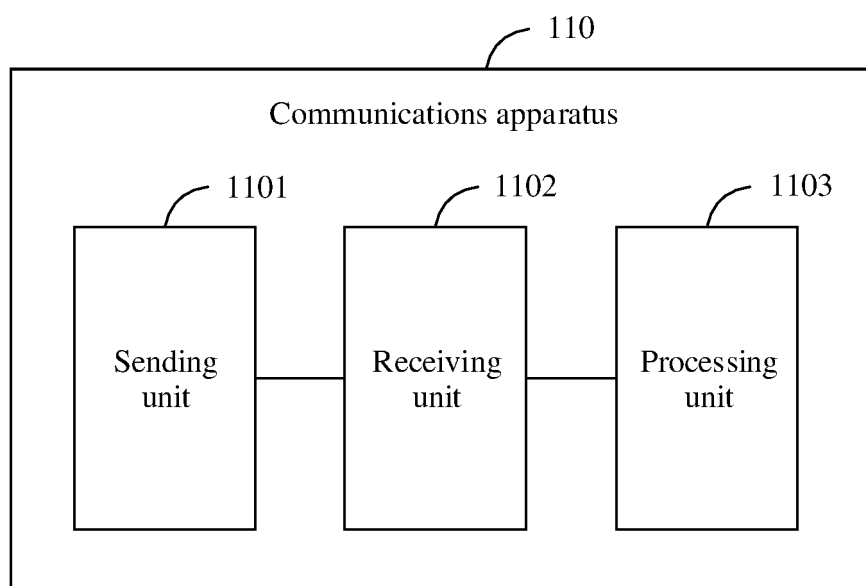 110
Communications apparatus
1101
1102
1103
Sending
unit
Receiving
unit
Processing
unit